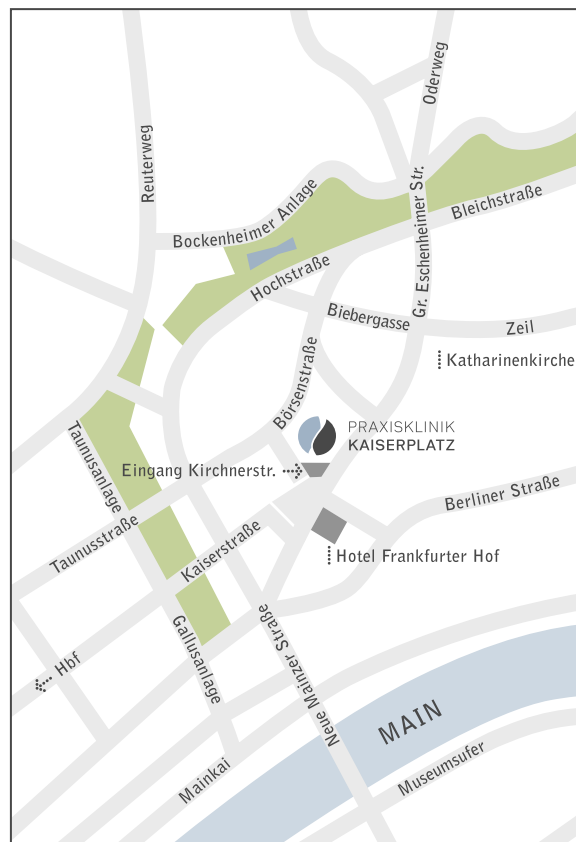 Oderweg
Reuterweg
Bockenheimer Anlage
Bleichstraße
Gr. Eschenheimer Str.
Hochstraße
Biebergasse
Zeil
Katharinenkirche
Börsenstraße
PRAXISKLINIK
KAISERPLATZ
Taunusanlage
Eingang Kirchnerstr.
Berliner Straße
Taunusstraße
Kaiserstraße
Hotel Frankfurter Hof
Gallusanlage
Neue Mainzer Straße
Hbf
MAIN
Mainkai
Museumsufer